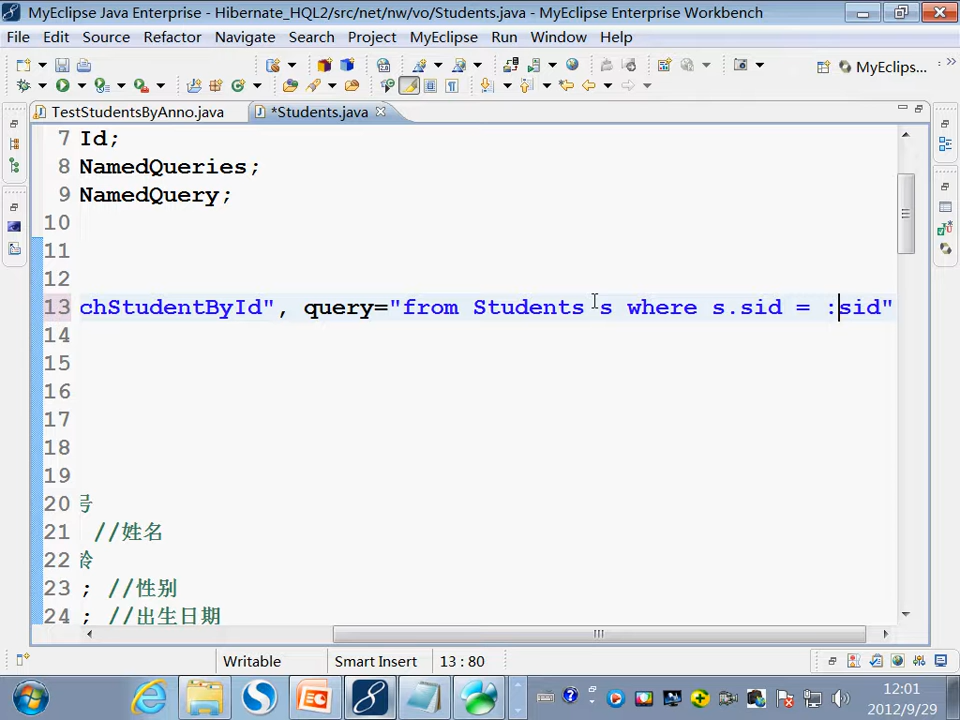 MyEclipse Java Enterprise - Hibernate_HQL2/src/net/nw/vo/Students.java - MyEclipse Enterprise Workbench
File Edit Source Refactor Navigate Search Project MyEclipse Run Window Help
MyEclips...
TestStudentsByAnno.java *Students.java
7 Id;
8 NamedQueries;
9 NamedQuery;
10
11
12
13 chStudentById", query="from Students s where s.sid = :sid"
14
15
16
17
18
19
20 号
21 //姓名
22 龄
23 ; //性别
24 ; //出生日期
Writable Smart Insert 13 : 80
12:01
2012/9/29